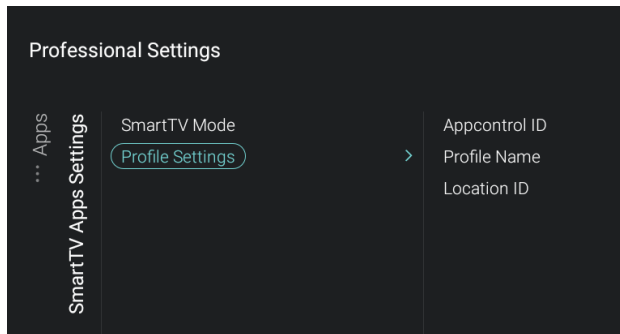 Professional Settings
... Apps
SmartTV Apps Settings
SmartTV Mode
Profile Settings >
Appcontrol ID
Profile Name
Location ID